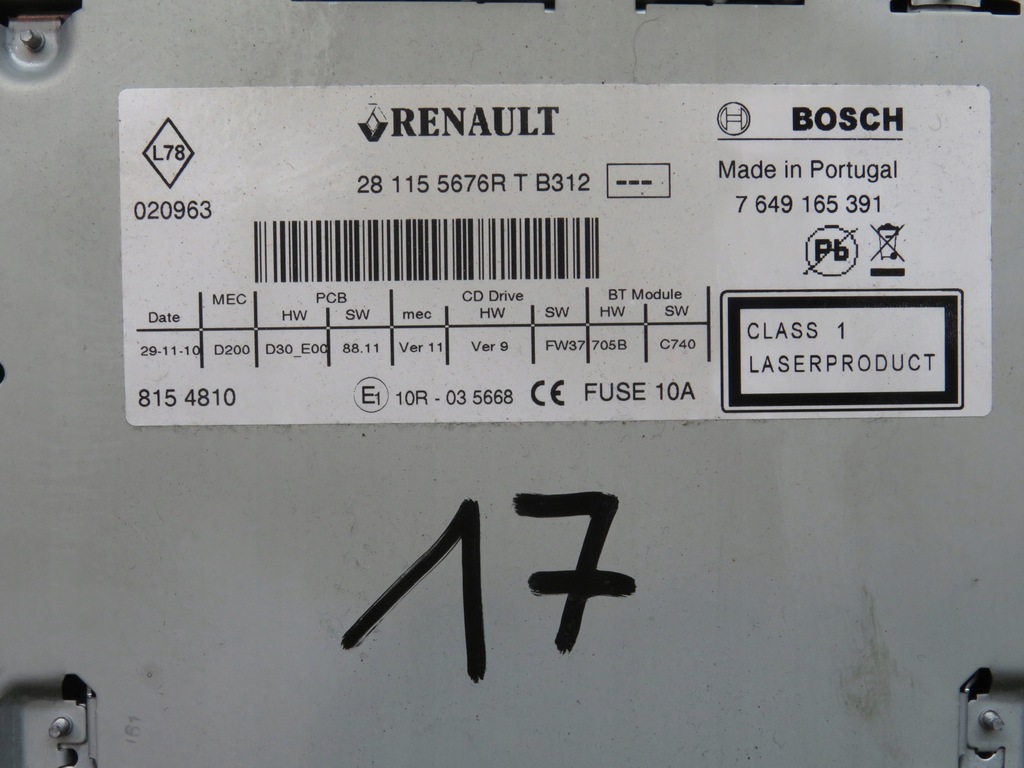 L78
RENAULT
BOSCH
28 115 5676R T B312 ---
Made in Portugal
7 649 165 391
020963
Pb
Date MEC PCB CD Drive BT Module
HW SW mec HW SW HW SW
29-11-10 D200 D30_E00 88.11 Ver 11 Ver 9 FW37 705B C740
CLASS 1
LASERPRODUCT
815 4810 E1 10R - 03 5668 CE FUSE 10A
17